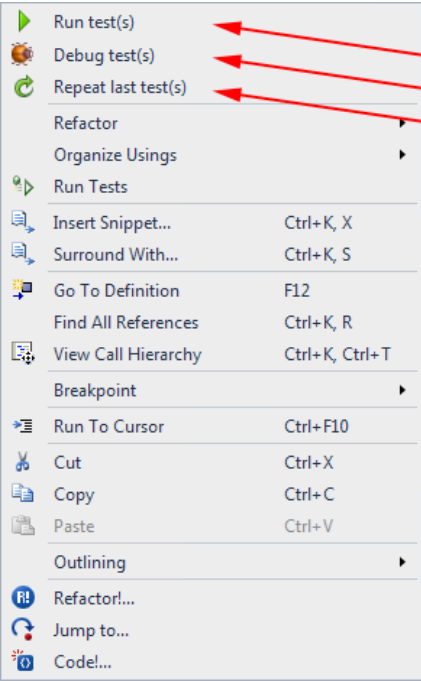 Run test(s)
Debug test(s)
Repeat last test(s)
Refactor
Organize Usings
Run Tests
Insert Snippet... Ctrl+K, X
Surround With... Ctrl+K, S
Go To Definition F12
Find All References Ctrl+K, R
View Call Hierarchy Ctrl+K, Ctrl+T
Breakpoint
Run To Cursor Ctrl+F10
Cut Ctrl+X
Copy Ctrl+C
Paste Ctrl+V
Outlining
R! Refactor!...
Jump to...
Code!...